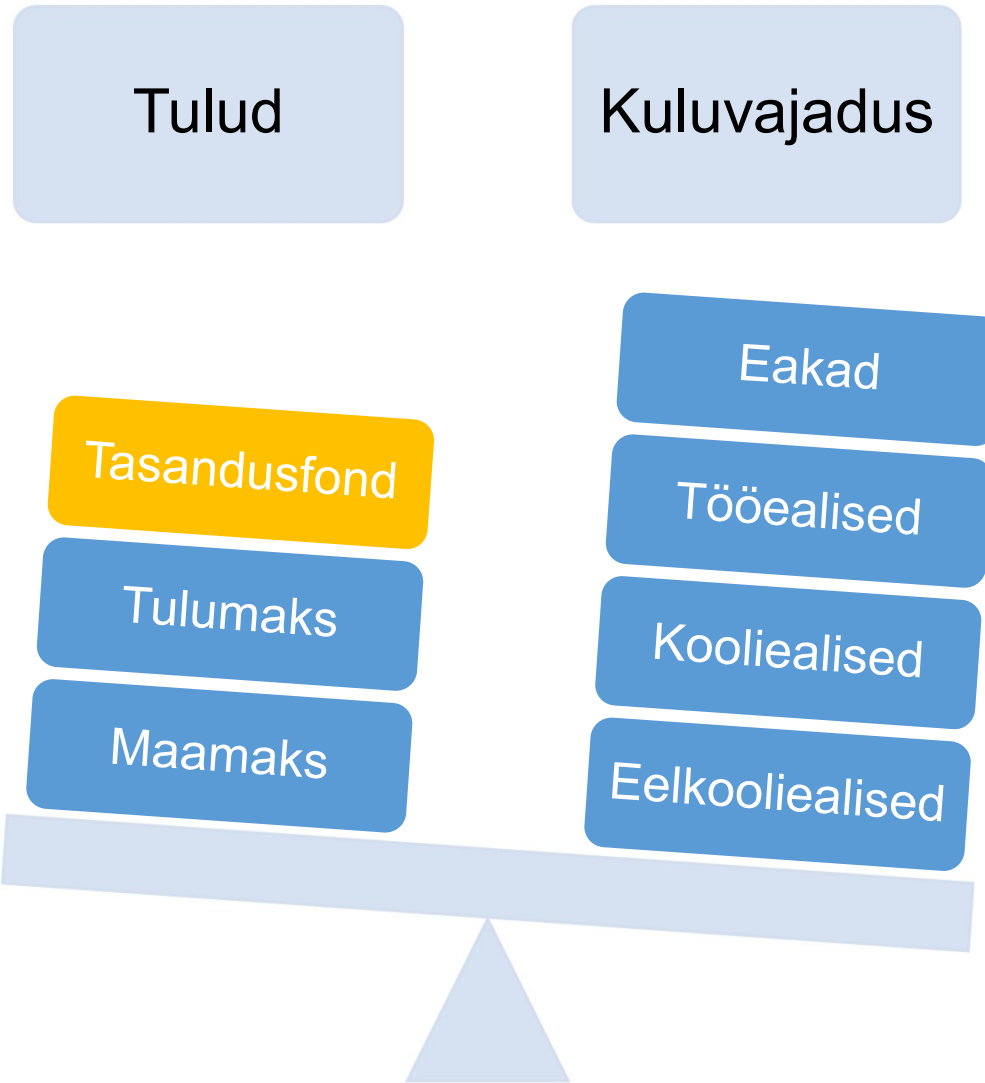 Tulud
Kuluvajadus
Tasandusfond
Tulumaks
Maamaks
Eakad
Tööealised
Kooliealised
Eelkooliealised